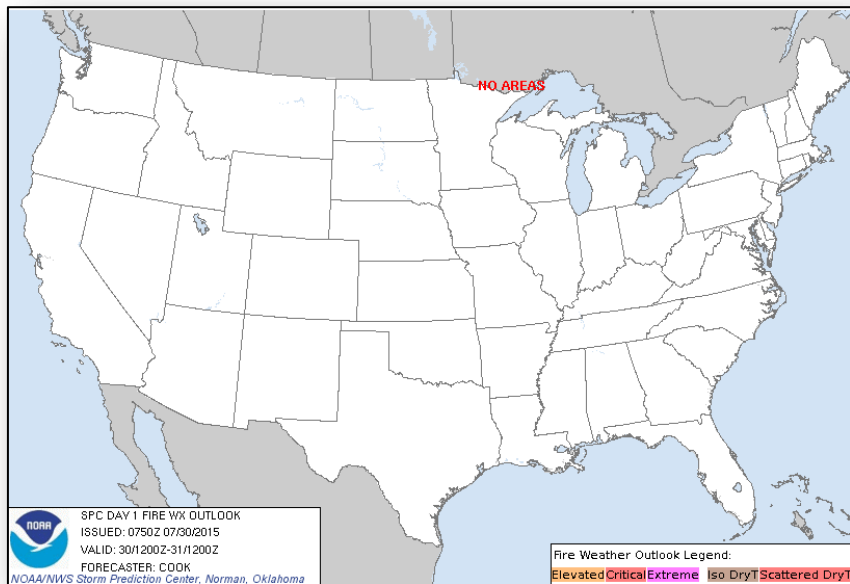 NO AREAS
NOAA
SPC DAY 1 FIRE WX OUTLOOK
ISSUED: 0750Z 07/30/2015
VALID: 30/1200Z-31/1200Z
FORECASTER: COOK
NOAA/NWS Storm Prediction Center, Norman, Oklahoma
Fire Weather Outlook Legend:
Elevated Critical Extreme Iso DryT Scattered DryT